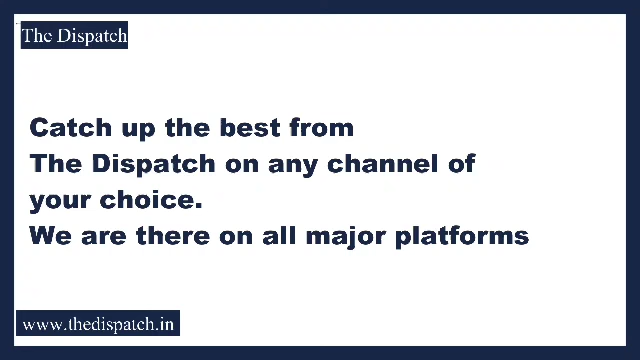 The Dispatch
Catch up the best from
The Dispatch on any channel of
your choice.
We are there on all major platforms
www.thedispatch.in